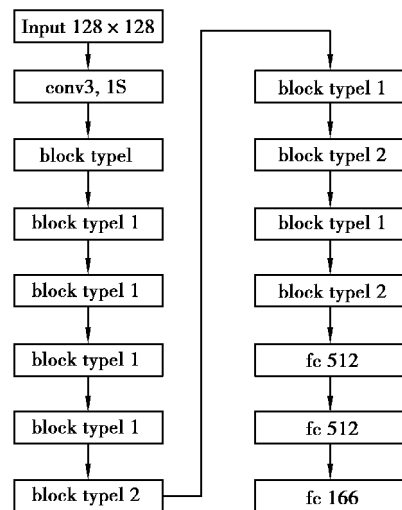 Input 128 × 128
conv3, 1S
block typel
block typel 1
block typel 1
block typel 1
block typel 1
block typel 2
block typel 1
block typel 2
block typel 1
block typel 2
fc 512
fc 512
fc 166